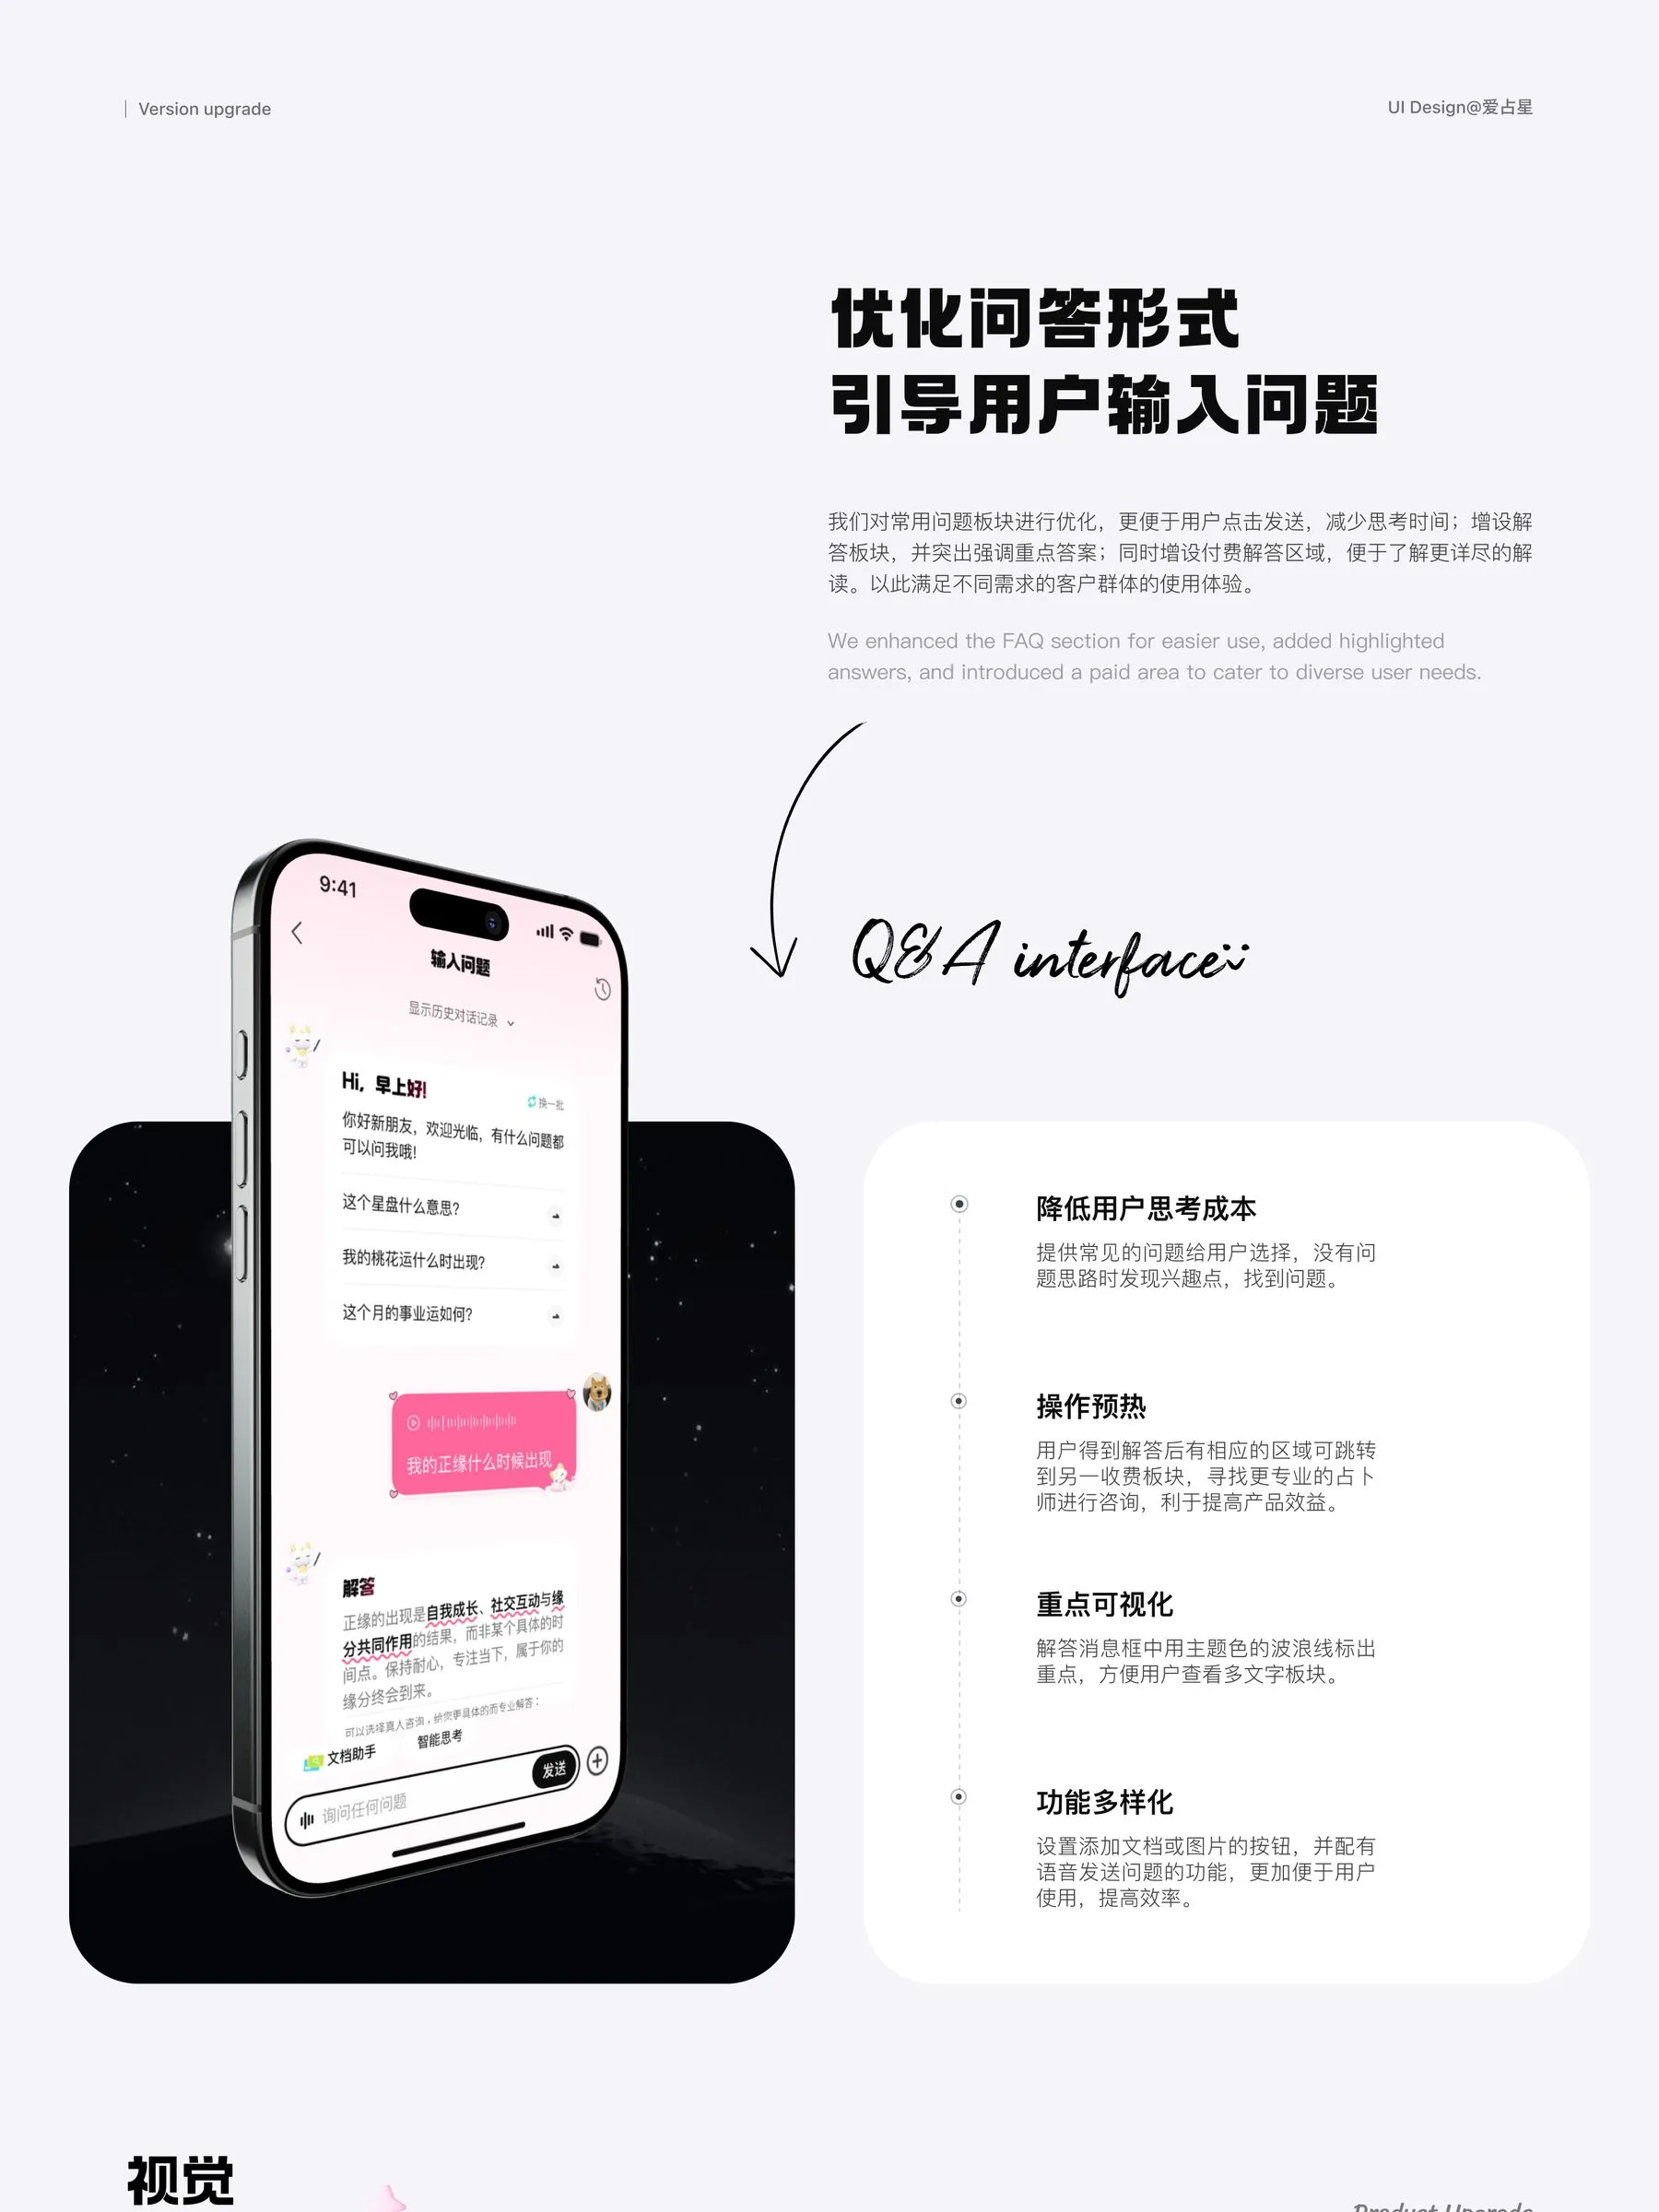 Version upgrade
UI Design@爱占星
优化问答形式
引导用户输入问题
我们对常用问题板块进行优化，更便于用户点击发送，减少思考时间；增设解
答板块，并突出强调重点答案；同时增设付费解答区域，便于了解更详尽的解
读。以此满足不同需求的客户群体的使用体验。
We enhanced the FAQ section for easier use, added highlighted
answers, and introduced a paid area to cater to diverse user needs.
Q&A interface
9:41
输入问题
显示历史对话记录
Hi，早上好!
换一批
你好新朋友，欢迎光临，有什么问题都
可以问我哦!
这个星盘什么意思?
我的桃花运什么时出现?
这个月的事业运如何?
我的正缘什么时候出现
解答
正缘的出现是自我成长、社交互动与缘
分共同作用的结果，而非某个具体的时
间点。保持耐心，专注当下，属于你的
缘分终会到来。
可以选择真人咨询，给您更具体的而专业解答：
文档助手
智能思考
询问任何问题
发送
降低用户思考成本
提供常见的问题给用户选择，没有问
题思路时发现兴趣点，找到问题。
操作预热
用户得到解答后有相应的区域可跳转
到另一收费板块，寻找更专业的占卜
师进行咨询，利于提高产品效益。
重点可视化
解答消息框中用主题色的波浪线标出
重点，方便用户查看多文字板块。
功能多样化
设置添加文档或图片的按钮，并配有
语音发送问题的功能，更加便于用户
使用，提高效率。
视觉
Product Upgrade